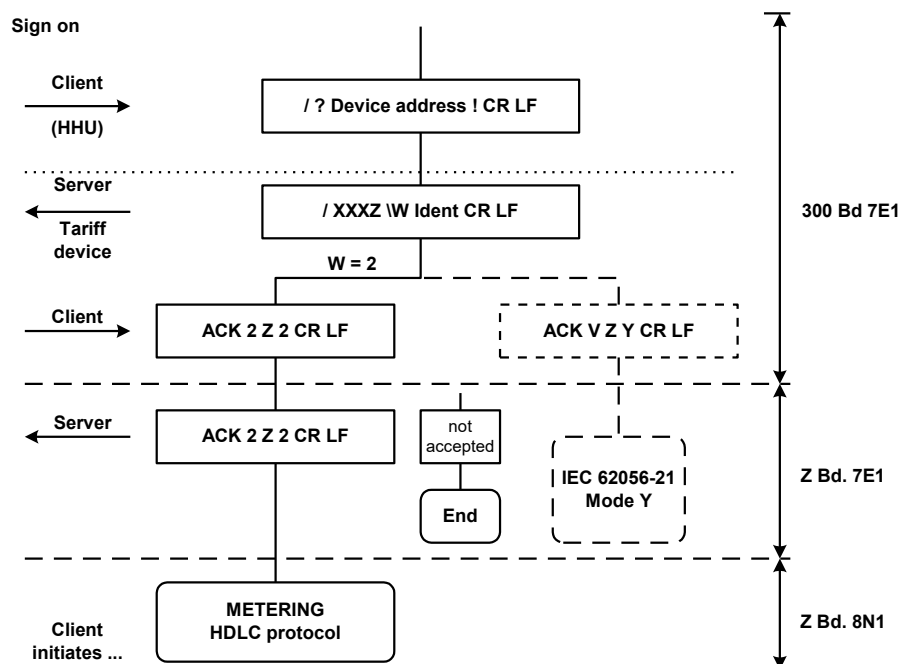 Sign on
Client
(HHU)
/ ? Device address ! CR LF
Server
Tariff
device
/ XXXZ \W Ident CR LF
300 Bd 7E1
W = 2
Client
ACK 2 Z 2 CR LF
ACK V Z Y CR LF
Server
ACK 2 Z 2 CR LF
not
accepted
End
IEC 62056-21
Mode Y
Z Bd. 7E1
METERING
HDLC protocol
Z Bd. 8N1
Client
initiates ...